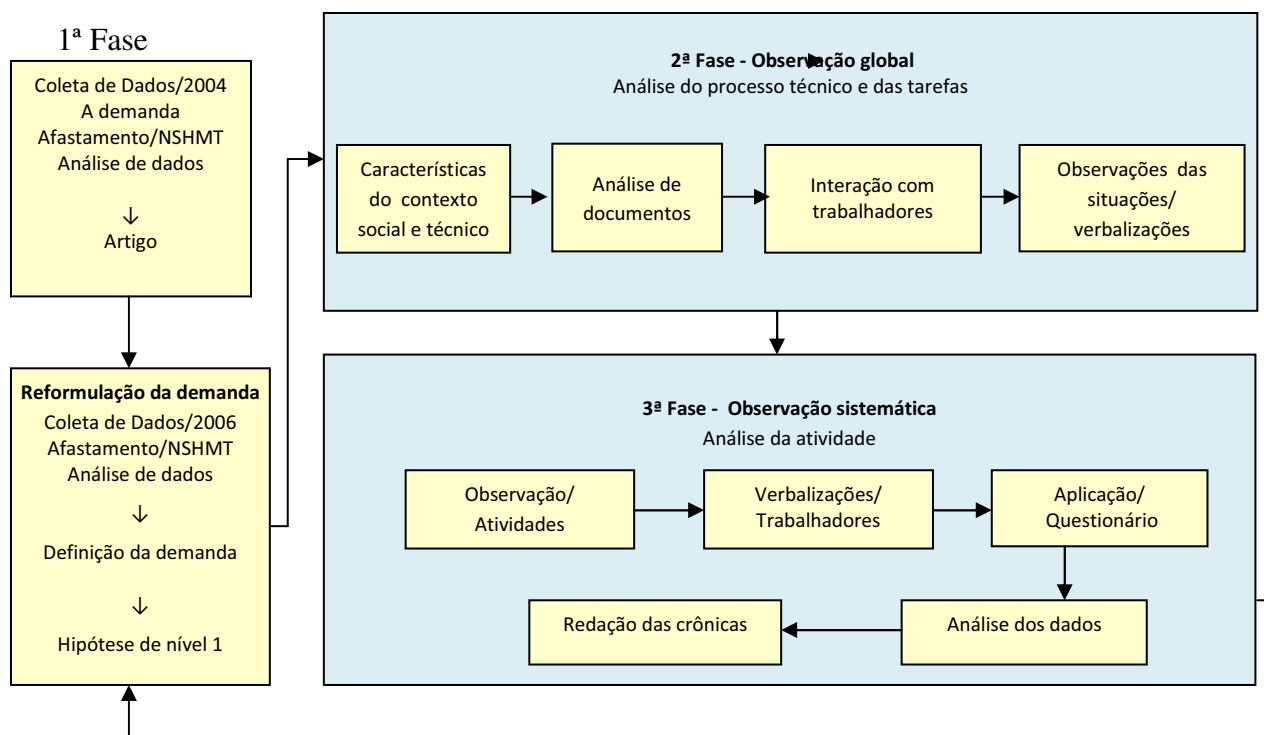 1ª Fase
Coleta de Dados/2004
A demanda
Afastamento/NSHMT
Análise de dados
↓
Artigo
Reformulação da demanda
Coleta de Dados/2006
Afastamento/NSHMT
Análise de dados
↓
Definição da demanda
↓
Hipótese de nível 1
2ª Fase - Observação global
Análise do processo técnico e das tarefas
Características
do contexto
social e técnico
Análise de
documentos
Interação com
trabalhadores
Observações das
situações/
verbalizações
3ª Fase - Observação sistemática
Análise da atividade
Observação/
Atividades
Verbalizações/
Trabalhadores
Aplicação/
Questionário
Análise dos dados
Redação das crônicas